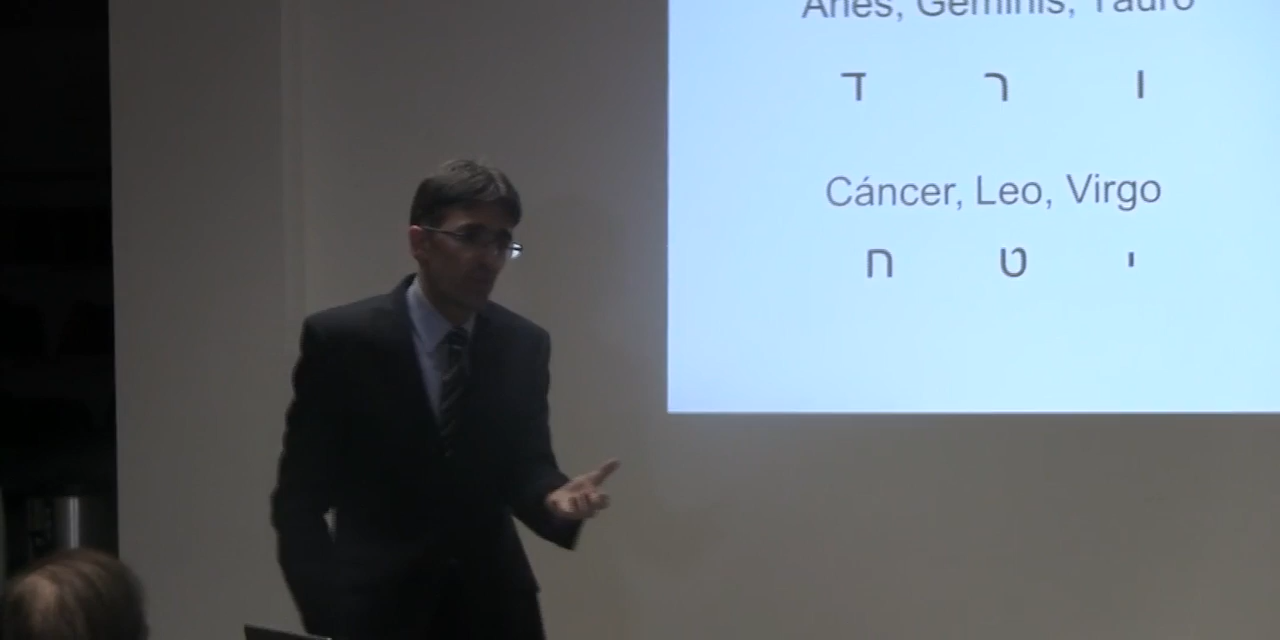 Aries, Géminis, Tauro
ו ר ד
Cáncer, Leo, Virgo
י ט ח